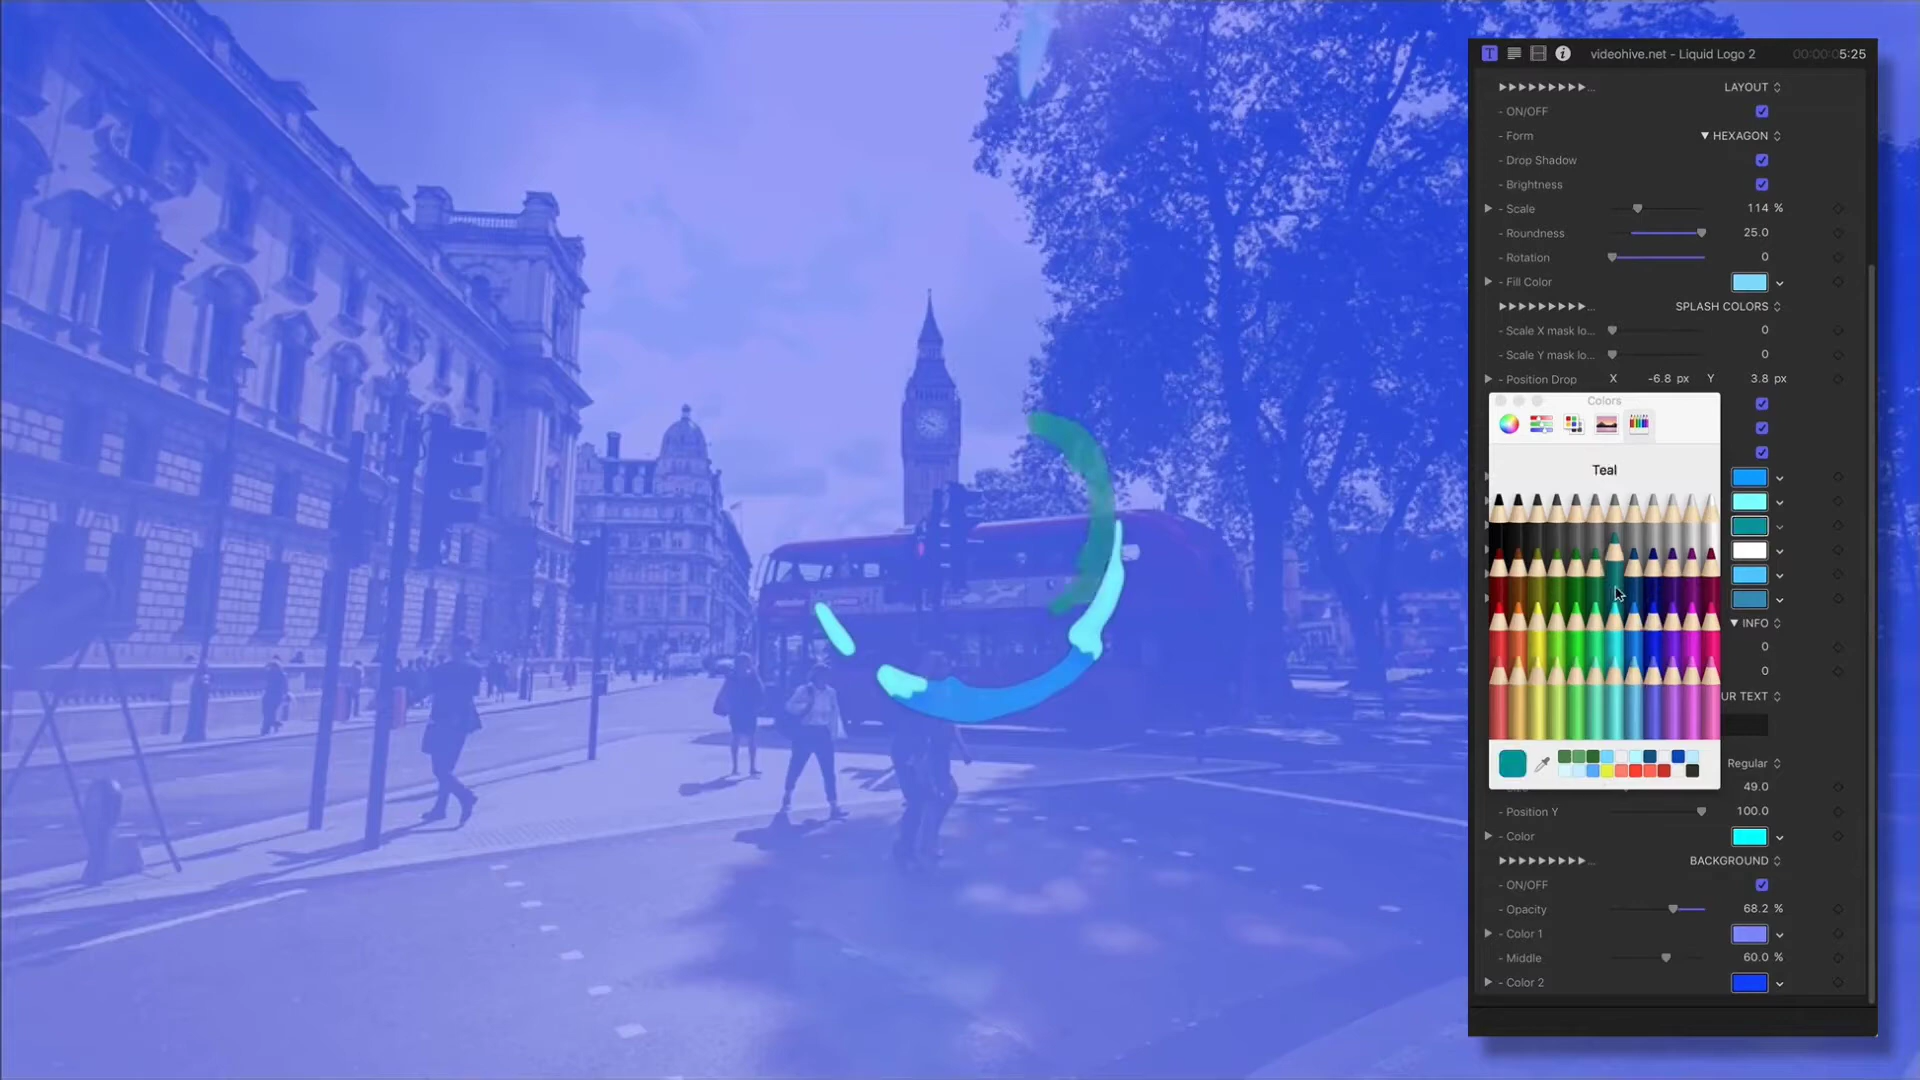 videohive.net - Liquid Logo 2 00:00:05:25
▶▶▶▶▶▶▶▶▶... LAYOUT
- ON/OFF
- Form ▼ HEXAGON
- Drop Shadow
- Brightness
- Scale 114 %
- Roundness 25.0
- Rotation 0
- Fill Color
▶▶▶▶▶▶▶▶▶... SPLASH COLORS
- Scale X mask lo... 0
- Scale Y mask lo... 0
- Position Drop X -6.8 px Y 3.8 px
Colors
Teal
▼ INFO
0
0
UR TEXT
Regular
49.0
- Position Y 100.0
- Color
▶▶▶▶▶▶▶▶▶... BACKGROUND
- ON/OFF
- Opacity 68.2 %
- Color 1
- Middle 60.0 %
- Color 2